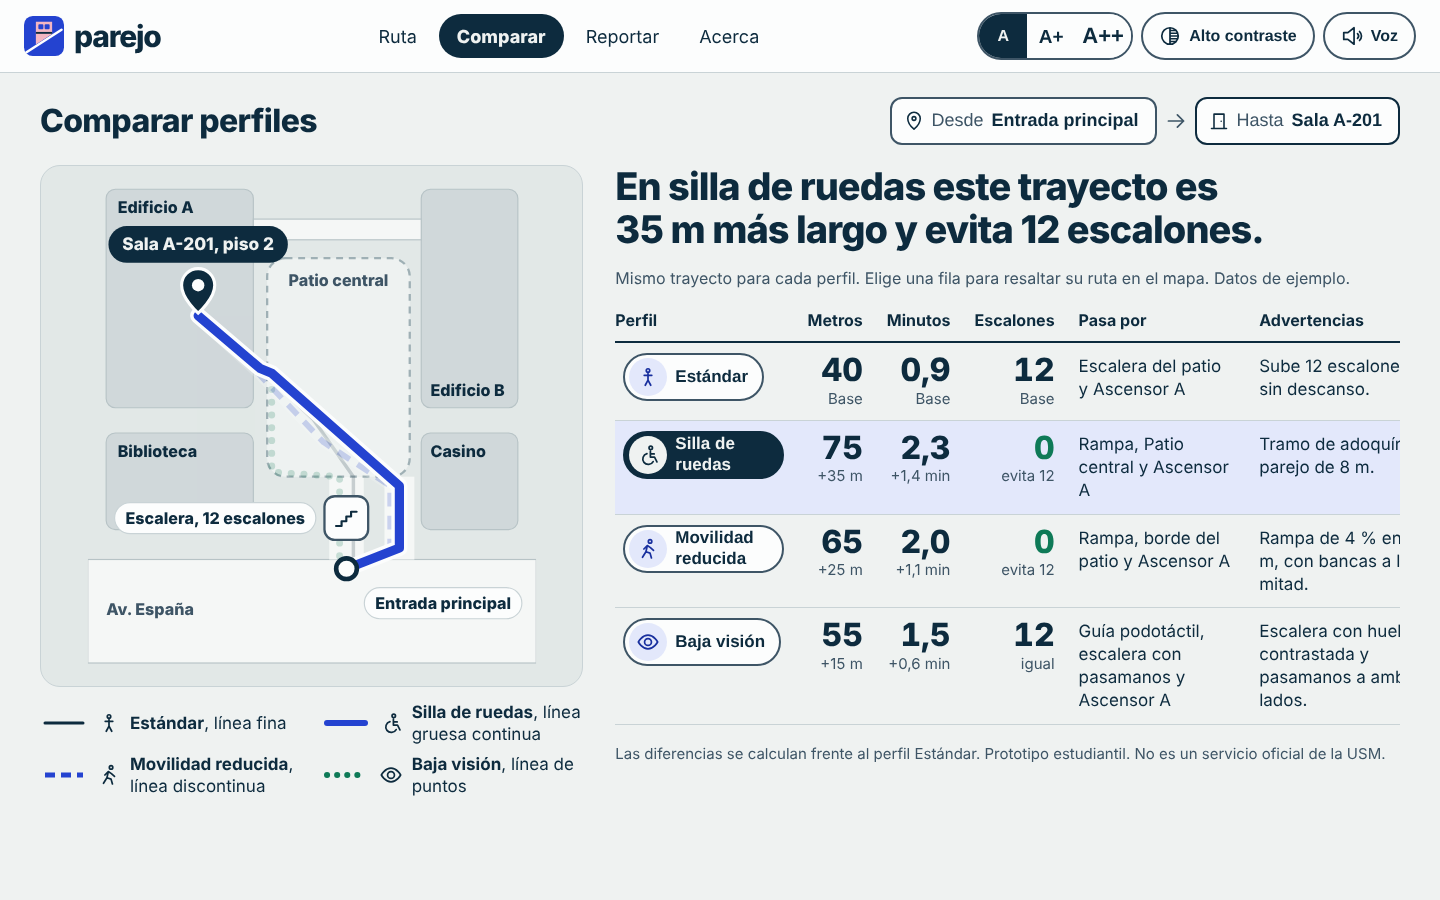 parejo
Ruta Comparar Reportar Acerca
A A+ A++ Alto contraste Voz
Comparar perfiles
Desde Entrada principal → Hasta Sala A-201
Edificio A
Sala A-201, piso 2
Patio central
Edificio B
Biblioteca
Casino
Escalera, 12 escalones
Entrada principal
Av. España
Estándar, línea fina
Silla de ruedas, línea
gruesa continua
Movilidad reducida,
línea discontinua
Baja visión, línea de
puntos
En silla de ruedas este trayecto es
35 m más largo y evita 12 escalones.
Mismo trayecto para cada perfil. Elige una fila para resaltar su ruta en el mapa. Datos de ejemplo.
Perfil Metros Minutos Escalones Pasa por Advertencias
Estándar 40 0,9 12 Escalera del patio Sube 12 escalone
Base Base Base y Ascensor A sin descanso.
Silla de 75 2,3 0 Rampa, Patio Tramo de adoquír
ruedas +35 m +1,4 min evita 12 central y Ascensor parejo de 8 m.
A
Movilidad 65 2,0 0 Rampa, borde del Rampa de 4 % en
reducida +25 m +1,1 min evita 12 patio y Ascensor A m, con bancas a l
mitad.
Baja visión 55 1,5 12 Guía podotáctil, Escalera con huel
+15 m +0,6 min igual escalera con contrastada y
pasamanos y pasamanos a amb
Ascensor A lados.
Las diferencias se calculan frente al perfil Estándar. Prototipo estudiantil. No es un servicio oficial de la USM.